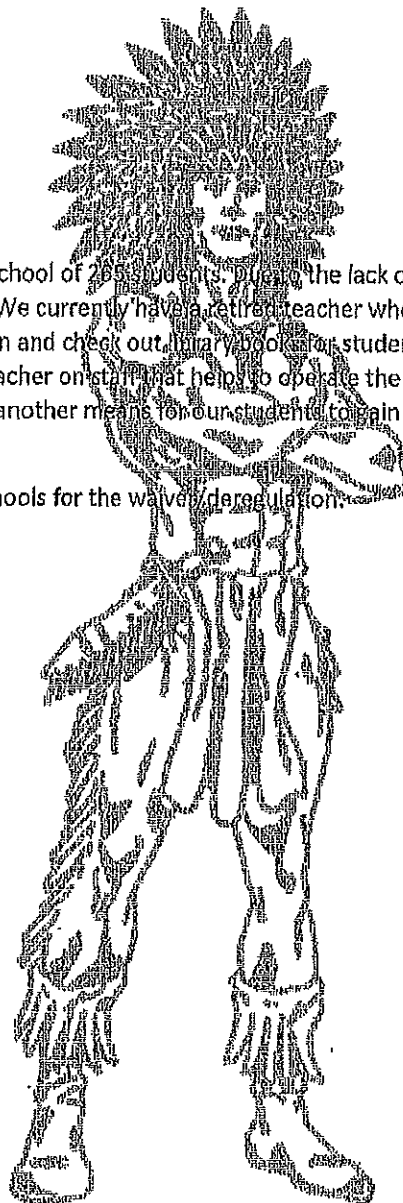 chool of 265 students. Due to the lack o
We currently have a retired teacher whe
n and check out library books for studen
acher on staff that helps to operate the
another means for our students to gain
hools for the waiver/deregulation.